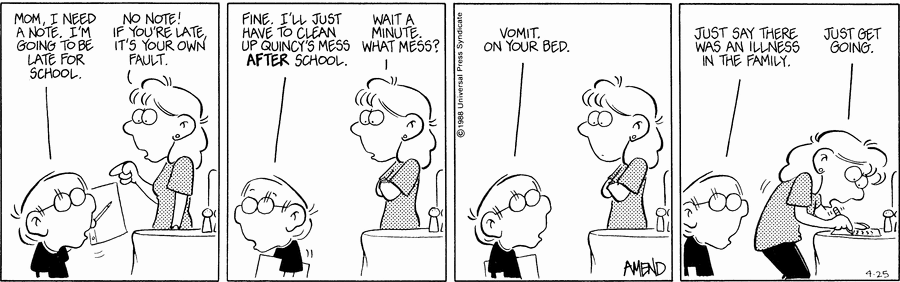 MOM, I NEED
A NOTE. I'M
GOING TO BE
LATE FOR
SCHOOL.
NO NOTE!
IF YOU'RE LATE,
IT'S YOUR OWN
FAULT.
FINE. I'LL JUST
HAVE TO CLEAN
UP QUINCY'S MESS
AFTER SCHOOL.
WAIT A
MINUTE.
WHAT MESS?
© 1988 Universal Press Syndicate
VOMIT.
ON YOUR BED.
AMEND
JUST SAY THERE
WAS AN ILLNESS
IN THE FAMILY.
JUST GET
GOING.
4-25